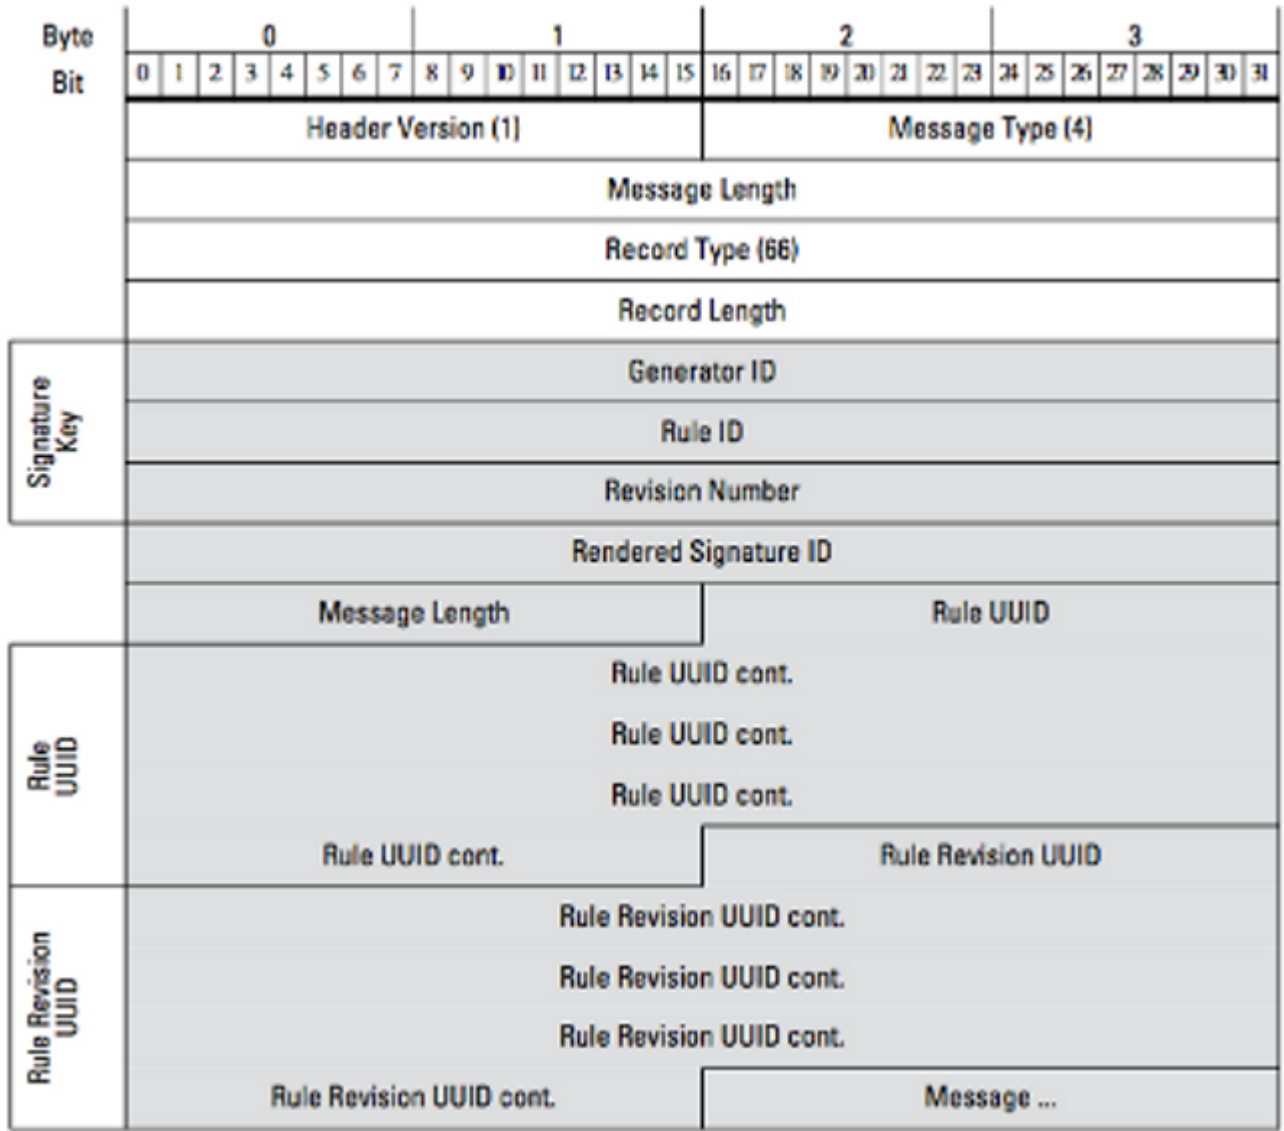 Byte 0 1 2 3
Bit 0 1 2 3 4 5 6 7 8 9 10 11 12 13 14 15 16 17 18 19 20 21 22 23 24 25 26 27 28 29 30 31
Header Version (1) Message Type (4)
Message Length
Record Type (66)
Record Length
Signature
Key
Generator ID
Rule ID
Revision Number
Rendered Signature ID
Message Length Rule UUID
Rule
UUID
Rule UUID cont.
Rule UUID cont.
Rule UUID cont.
Rule UUID cont. Rule Revision UUID
Rule Revision
UUID
Rule Revision UUID cont.
Rule Revision UUID cont.
Rule Revision UUID cont.
Rule Revision UUID cont. Message ...